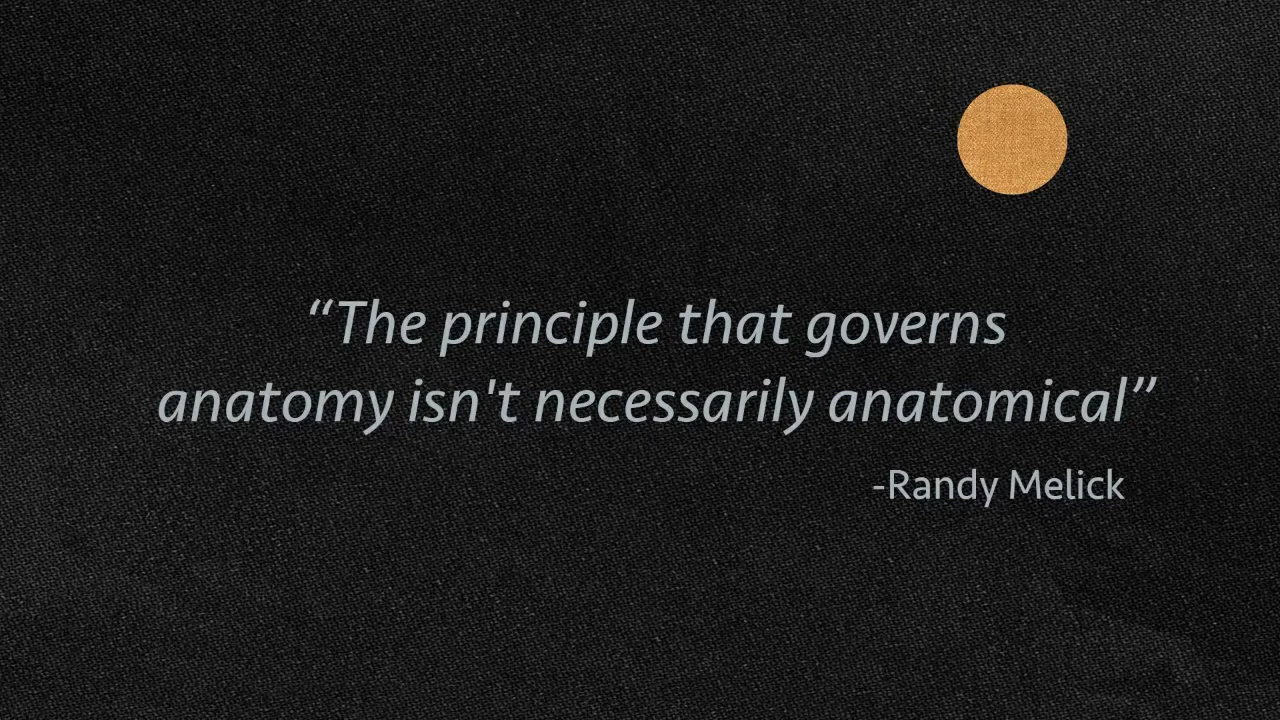 “The principle that governs
anatomy isn't necessarily anatomical”
-Randy Melick